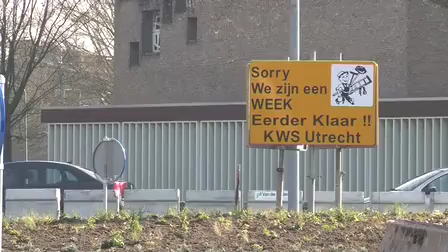 Sorry
We zijn een
WEEK
Eerder Klaar !!
KWS Utrecht